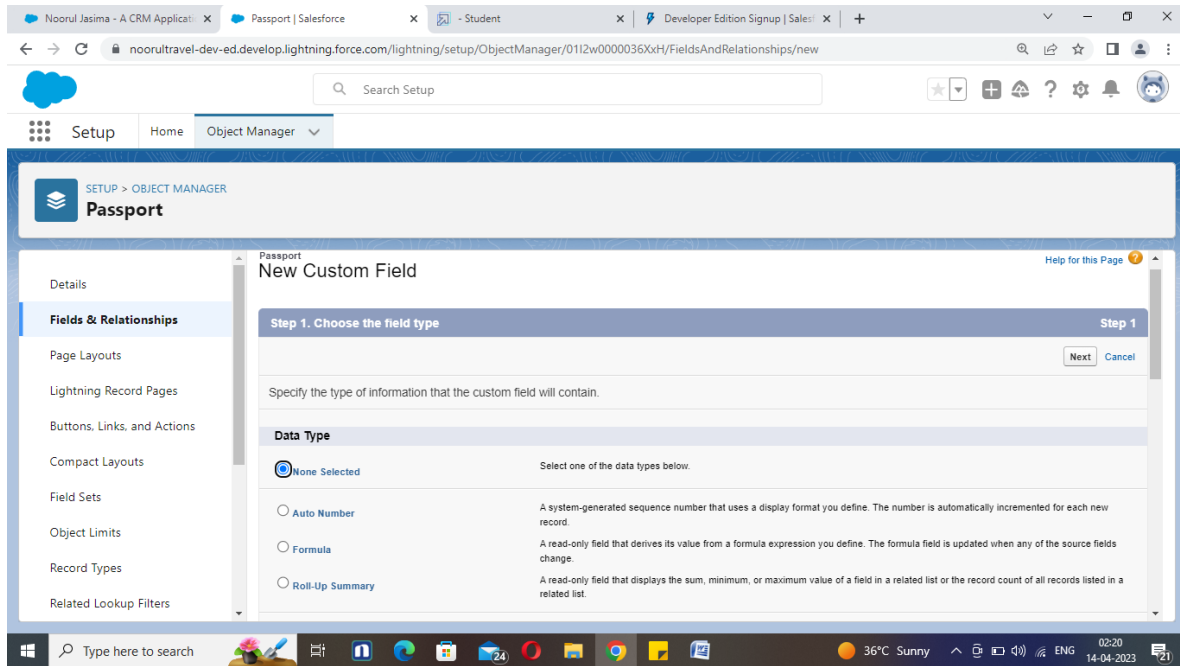 Noorul Jasima - A CRM Applicati
Passport | Salesforce
- Student
Developer Edition Signup | Sales
noorultravel-dev-ed.develop.lightning.force.com/lightning/setup/ObjectManager/01I2w0000036XxH/FieldsAndRelationships/new
Search Setup
Setup
Home
Object Manager
SETUP > OBJECT MANAGER
Passport
Details
Fields & Relationships
Page Layouts
Lightning Record Pages
Buttons, Links, and Actions
Compact Layouts
Field Sets
Object Limits
Record Types
Related Lookup Filters
Passport
New Custom Field
Help for this Page
Step 1. Choose the field type
Step 1
Next Cancel
Specify the type of information that the custom field will contain.
Data Type
None Selected
Select one of the data types below.
Auto Number
A system-generated sequence number that uses a display format you define. The number is automatically incremented for each new
record.
Formula
A read-only field that derives its value from a formula expression you define. The formula field is updated when any of the source fields
change.
Roll-Up Summary
A read-only field that displays the sum, minimum, or maximum value of a field in a related list or the record count of all records listed in a
related list.
Type here to search
24
36°C Sunny
ENG
02:20
14-04-2023
21